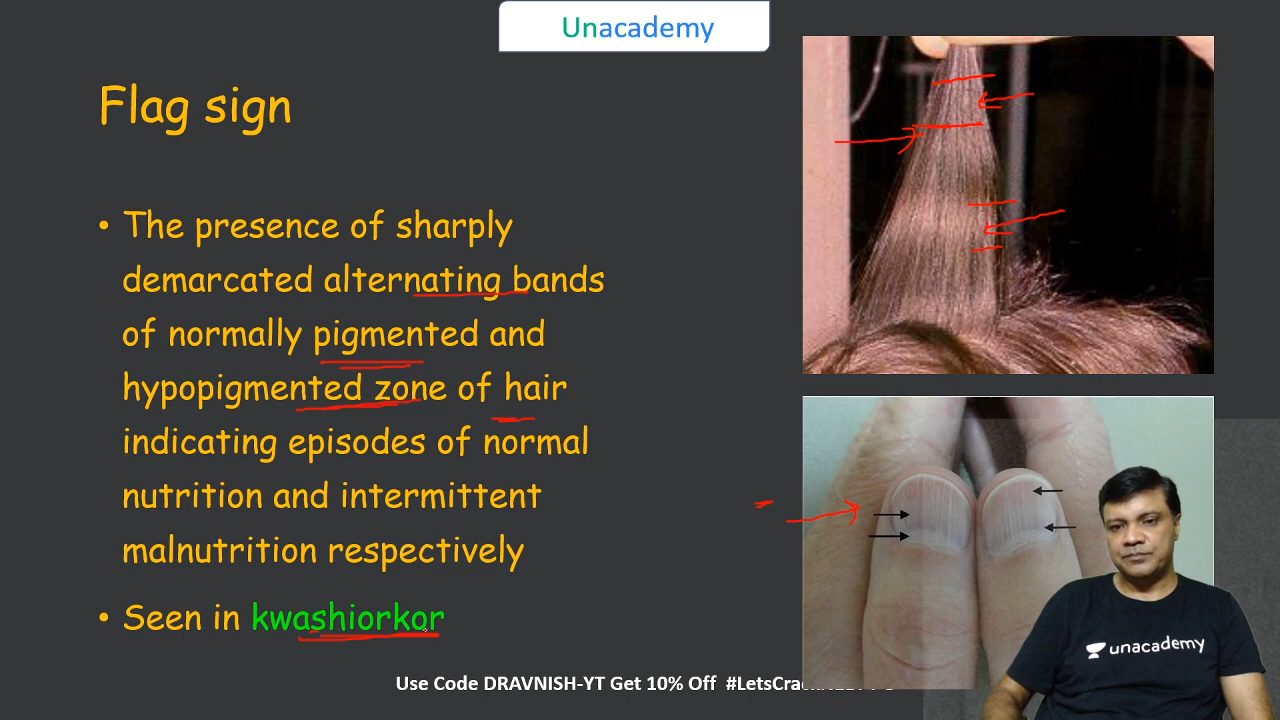 Unacademy
Flag sign
• The presence of sharply
demarcated alternating bands
of normally pigmented and
hypopigmented zone of hair
indicating episodes of normal
nutrition and intermittent
malnutrition respectively
• Seen in kwashiorkor
unacademy
Use Code DRAVNISH-YT Get 10% Off